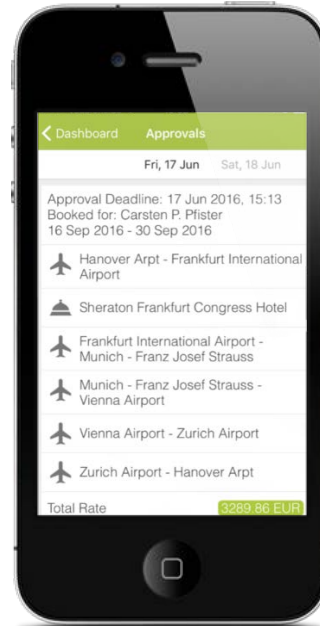 Dashboard Approvals
Fri, 17 Jun Sat, 18 Jun
Approval Deadline: 17 Jun 2016, 15:13
Booked for: Carsten P. Pfister
16 Sep 2016 - 30 Sep 2016
Hanover Arpt - Frankfurt International
Airport
Sheraton Frankfurt Congress Hotel
Frankfurt International Airport -
Munich - Franz Josef Strauss
Munich - Franz Josef Strauss -
Vienna Airport
Vienna Airport - Zurich Airport
Zurich Airport - Hanover Arpt
Total Rate 3289.86 EUR